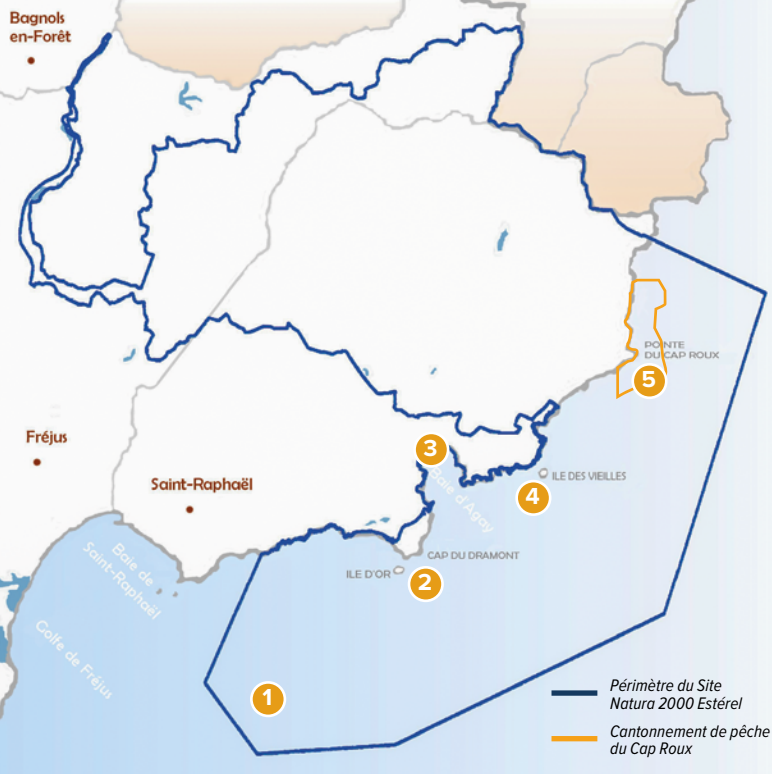 Bagnols
en-Forêt
POINTE
DU CAP ROUX
5
Fréjus
3
Saint-Raphaël
Baie d'Agay
ILE DES VIEILLES
4
Baie de
Saint-Raphaël
CAP DU DRAMONT
ILE D'OR
2
Golfe de Fréjus
1
Périmètre du Site
Natura 2000 Estérel
Cantonnement de pêche
du Cap Roux